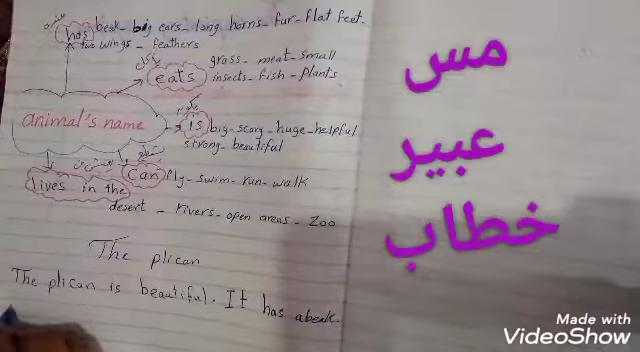 has beak - big ears - long horns - fur - flat feet -
two wings - feathers
eats grass - meat - small
insects - fish - plants
animal's name
is big - scary - huge - helpful
strong - beautiful
can fly - swim - run - walk
lives in the
desert - rivers - open areas - Zoo
The plican
The plican is beautiful. It has abeak.
مس
عبير
خطاب
Made with
VideoShow